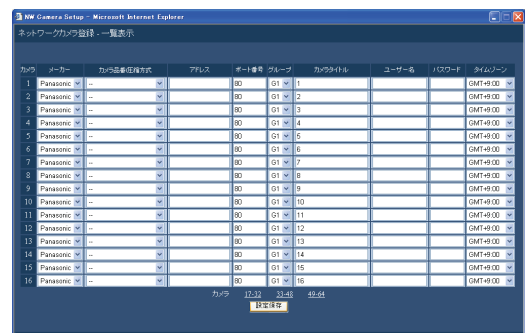 NW Camera Setup - Microsoft Internet Explorer
ネットワークカメラ登録 - 一覧表示
カメラ メーカー カメラ品番/圧縮方式 アドレス ポート番号 グループ カメラタイトル ユーザー名 パスワード タイムゾーン
1 Panasonic -- 80 G1 1 GMT+9:00
2 Panasonic -- 80 G1 2 GMT+9:00
3 Panasonic -- 80 G1 3 GMT+9:00
4 Panasonic -- 80 G1 4 GMT+9:00
5 Panasonic -- 80 G1 5 GMT+9:00
6 Panasonic -- 80 G1 6 GMT+9:00
7 Panasonic -- 80 G1 7 GMT+9:00
8 Panasonic -- 80 G1 8 GMT+9:00
9 Panasonic -- 80 G1 9 GMT+9:00
10 Panasonic -- 80 G1 10 GMT+9:00
11 Panasonic -- 80 G1 11 GMT+9:00
12 Panasonic -- 80 G1 12 GMT+9:00
13 Panasonic -- 80 G1 13 GMT+9:00
14 Panasonic -- 80 G1 14 GMT+9:00
15 Panasonic -- 80 G1 15 GMT+9:00
16 Panasonic -- 80 G1 16 GMT+9:00
カメラ 17-32 33-48 49-64
設定保存